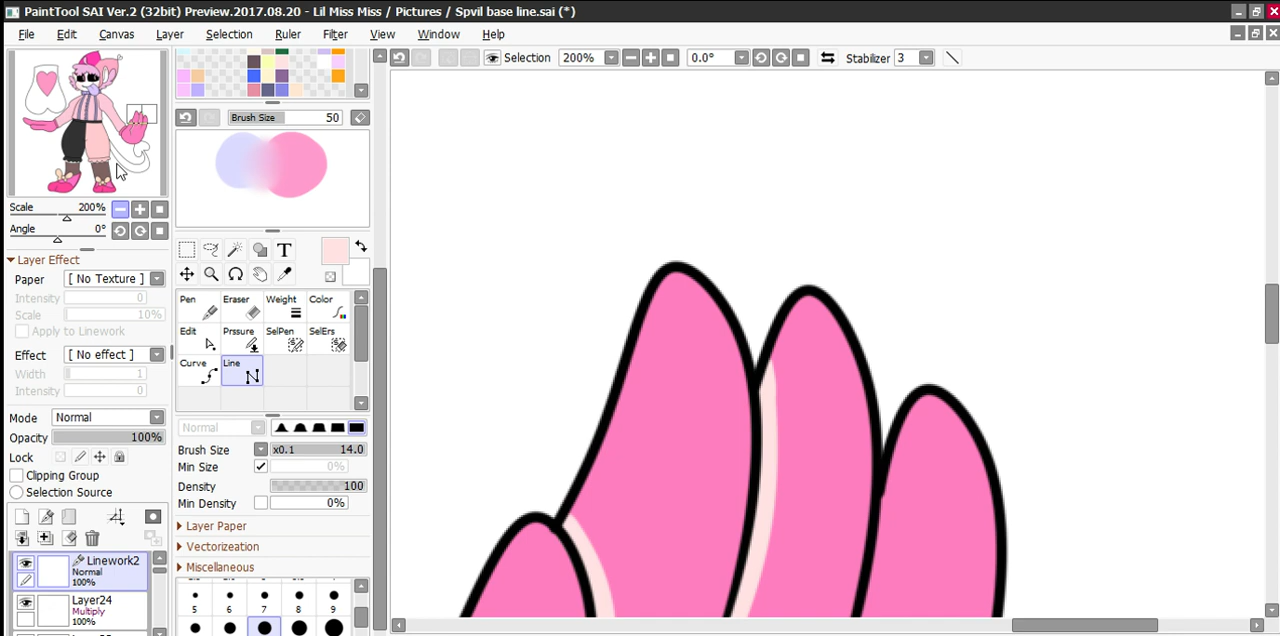 PaintTool SAI Ver.2 (32bit) Preview.2017.08.20 - Lil Miss Miss / Pictures / Spvil base line.sai (*)
File Edit Canvas Layer Selection Ruler Filter View Window Help
Selection 200% 0.0° Stabilizer 3
Brush Size 50
Scale 200%
Angle 0°
Layer Effect
Paper [ No Texture ]
Intensity 0
Scale 10%
Apply to Linework
Effect [ No effect ]
Width 1
Intensity 0
Mode Normal
Opacity 100%
Lock
Clipping Group
Selection Source
Linework2
Normal
100%
Layer24
Multiply
100%
T
Pen Eraser Weight Color
Edit Prssure SelPen SelErs
Curve Line
Normal
Brush Size x0.1 14.0
Min Size 0%
Density 100
Min Density 0%
Layer Paper
Vectorization
Miscellaneous
5 6 7 8 9